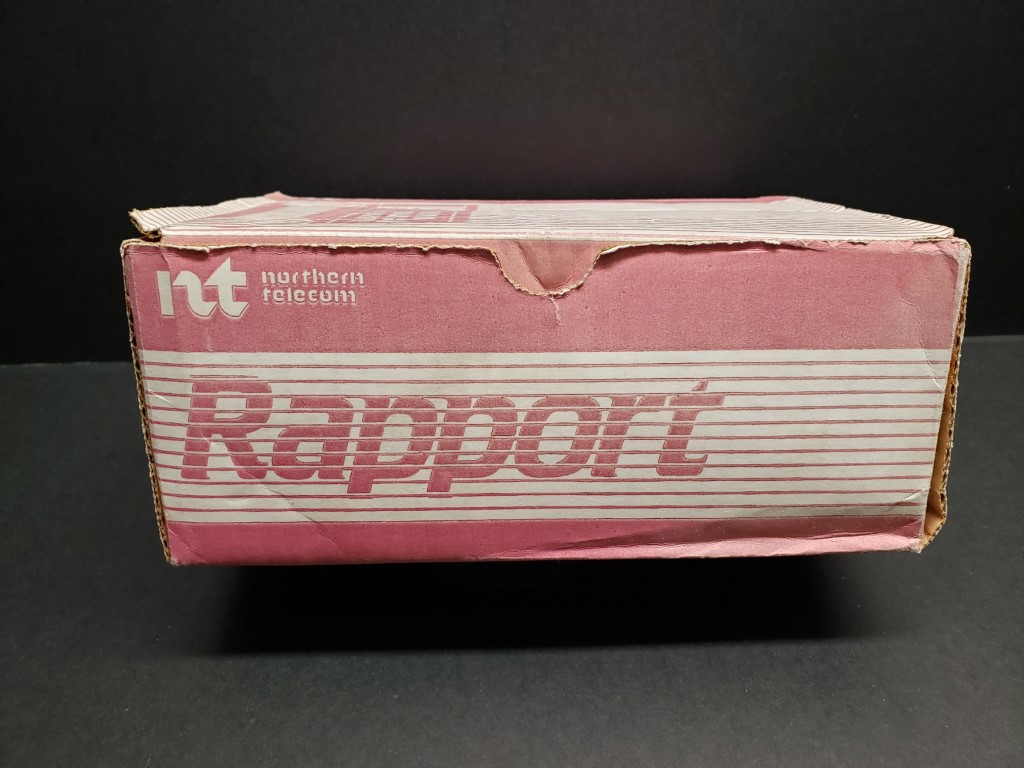 nt northern
telecom
Rapport